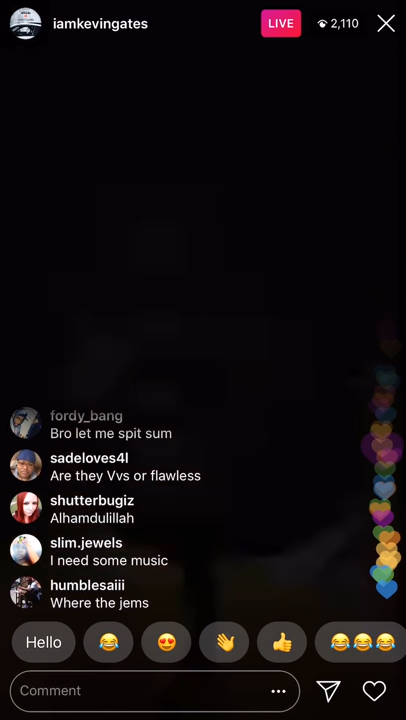 iamkevingates
LIVE
2,110
fordy_bang
Bro let me spit sum
sadeloves4l
Are they Vvs or flawless
shutterbugiz
Alhamdulillah
slim.jewels
I need some music
humblesaiii
Where the jems
Hello
😂
😍
👋
👍
😂😂😂
Comment